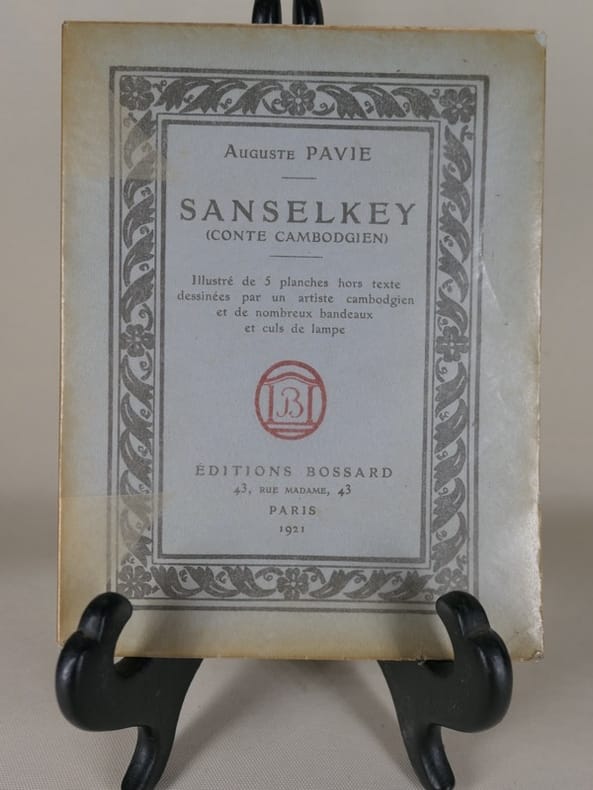 Auguste PAVIE
SANSELKEY
(CONTE CAMBODGIEN)
Illustré de 5 planches hors texte
dessinées par un artiste cambodgien
et de nombreux bandeaux
et culs de lampe
JB
ÉDITIONS BOSSARD
43, RUE MADAME, 43
PARIS
1921